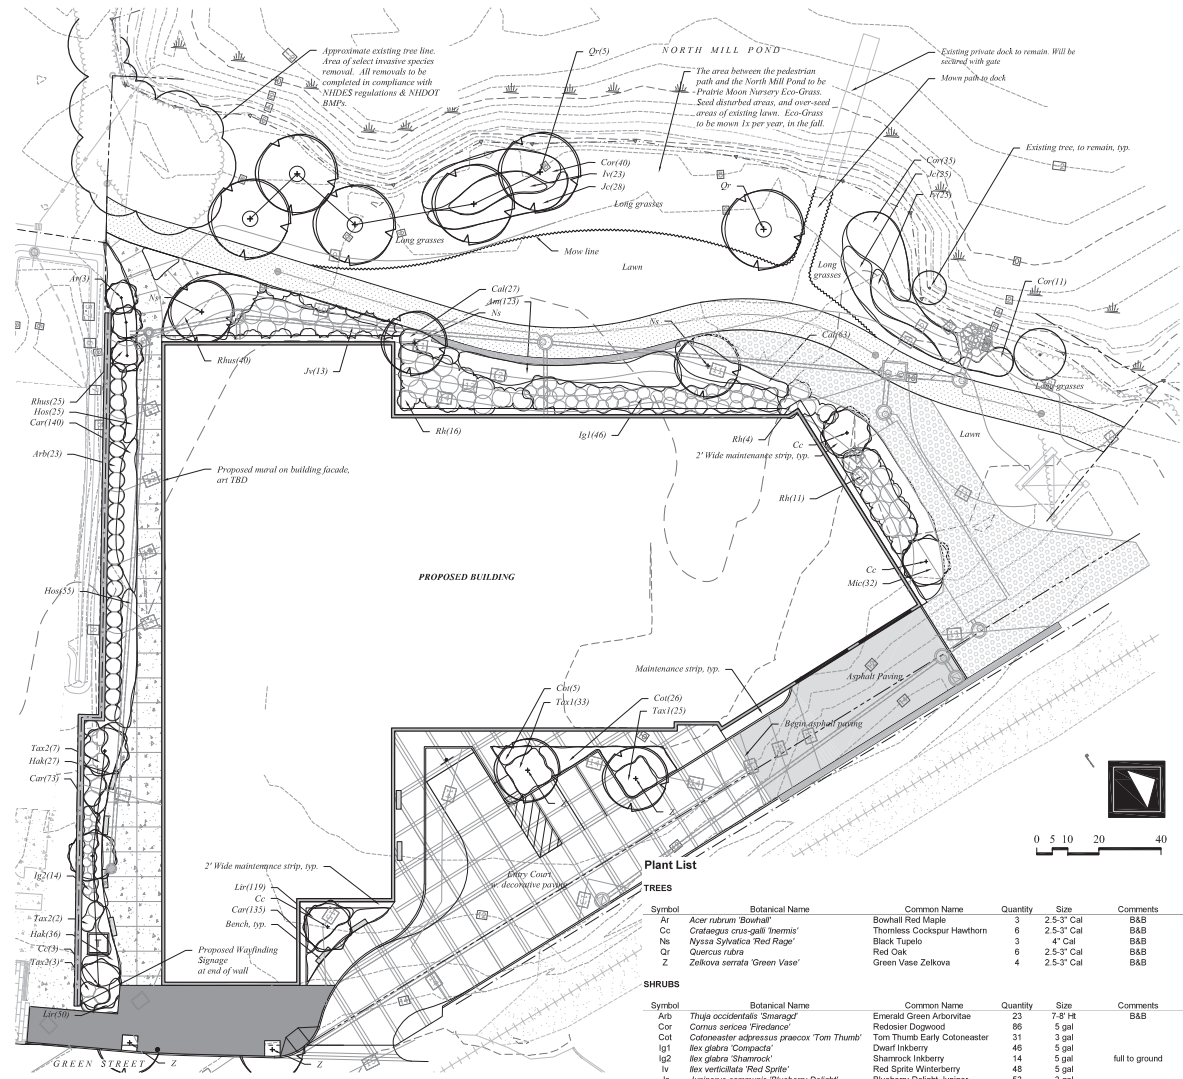 Approximate existing tree line.
Area of select invasive species
removal. All removals to be
completed in compliance with
NHDES regulations & NHDOT
BMPs.
Qr(5)
NORTH MILL POND
The area between the pedestrian
path and the North Mill Pond to be
Prairie Moon Nursery Eco-Grass.
Seed disturbed areas, and over-seed
areas of existing lawn. Eco-Grass
to be mown 1x per year, in the fall.
Existing private dock to remain. Will be
secured with gate
Mown path to dock
Existing tree, to remain, typ.
Cor(40)
Iv(23)
Jc(28)
Long grasses
Long grasses
Qr
Cor(35)
Jc(25)
Iv(25)
Mow line
Lawn
Long
grasses
Cor(11)
Ar(3)
Ns
Cal(27)
Am(123)
Ns
Ns
Cal(63)
Rhus(40)
Jv(13)
Long grasses
Rhus(25)
Hos(25)
Car(140)
Arb(23)
Rh(16)
Ig1(46)
Rh(4)
Cc
2' Wide maintenance strip, typ.
Lawn
Proposed mural on building facade,
art TBD
Rh(11)
PROPOSED BUILDING
Cc
Mic(32)
Hos(55)
Maintenance strip, typ.
Asphalt Paving
Cot(5)
Tax1(33)
Cot(26)
Tax1(25)
Begin asphalt paving
Tax2(7)
Hak(27)
Car(73)
0 5 10 20 40
2' Wide maintenance strip, typ.
Ig2(14)
Entry Court
w. decorative paving
Lir(119)
Cc
Car(135)
Bench, typ.
Tax2(2)
Hak(36)
Cc(3)
Tax2(3)
Proposed Wayfinding
Signage
at end of wall
Lir(50)
GREEN STREET
Z
Z
Plant List
TREES
Symbol Botanical Name Common Name Quantity Size Comments
Ar Acer rubrum 'Bowhall' Bowhall Red Maple 3 2.5-3" Cal B&B
Cc Crataegus crus-galli 'Inermis' Thornless Cockspur Hawthorn 6 2.5-3" Cal B&B
Ns Nyssa Sylvatica 'Red Rage' Black Tupelo 3 4" Cal B&B
Qr Quercus rubra Red Oak 6 2.5-3" Cal B&B
Z Zelkova serrata 'Green Vase' Green Vase Zelkova 4 2.5-3" Cal B&B
SHRUBS
Symbol Botanical Name Common Name Quantity Size Comments
Arb Thuja occidentalis 'Smaragd' Emerald Green Arborvitae 23 7-8' Ht B&B
Cor Cornus sericea 'Firedance' Redosier Dogwood 86 5 gal
Cot Cotoneaster adpressus praecox 'Tom Thumb' Tom Thumb Early Cotoneaster 31 3 gal
Ig1 Ilex glabra 'Compacta' Dwarf Inkberry 46 5 gal
Ig2 Ilex glabra 'Shamrock' Shamrock Inkberry 14 5 gal full to ground
Iv Ilex verticillata 'Red Sprite' Red Sprite Winterberry 48 5 gal